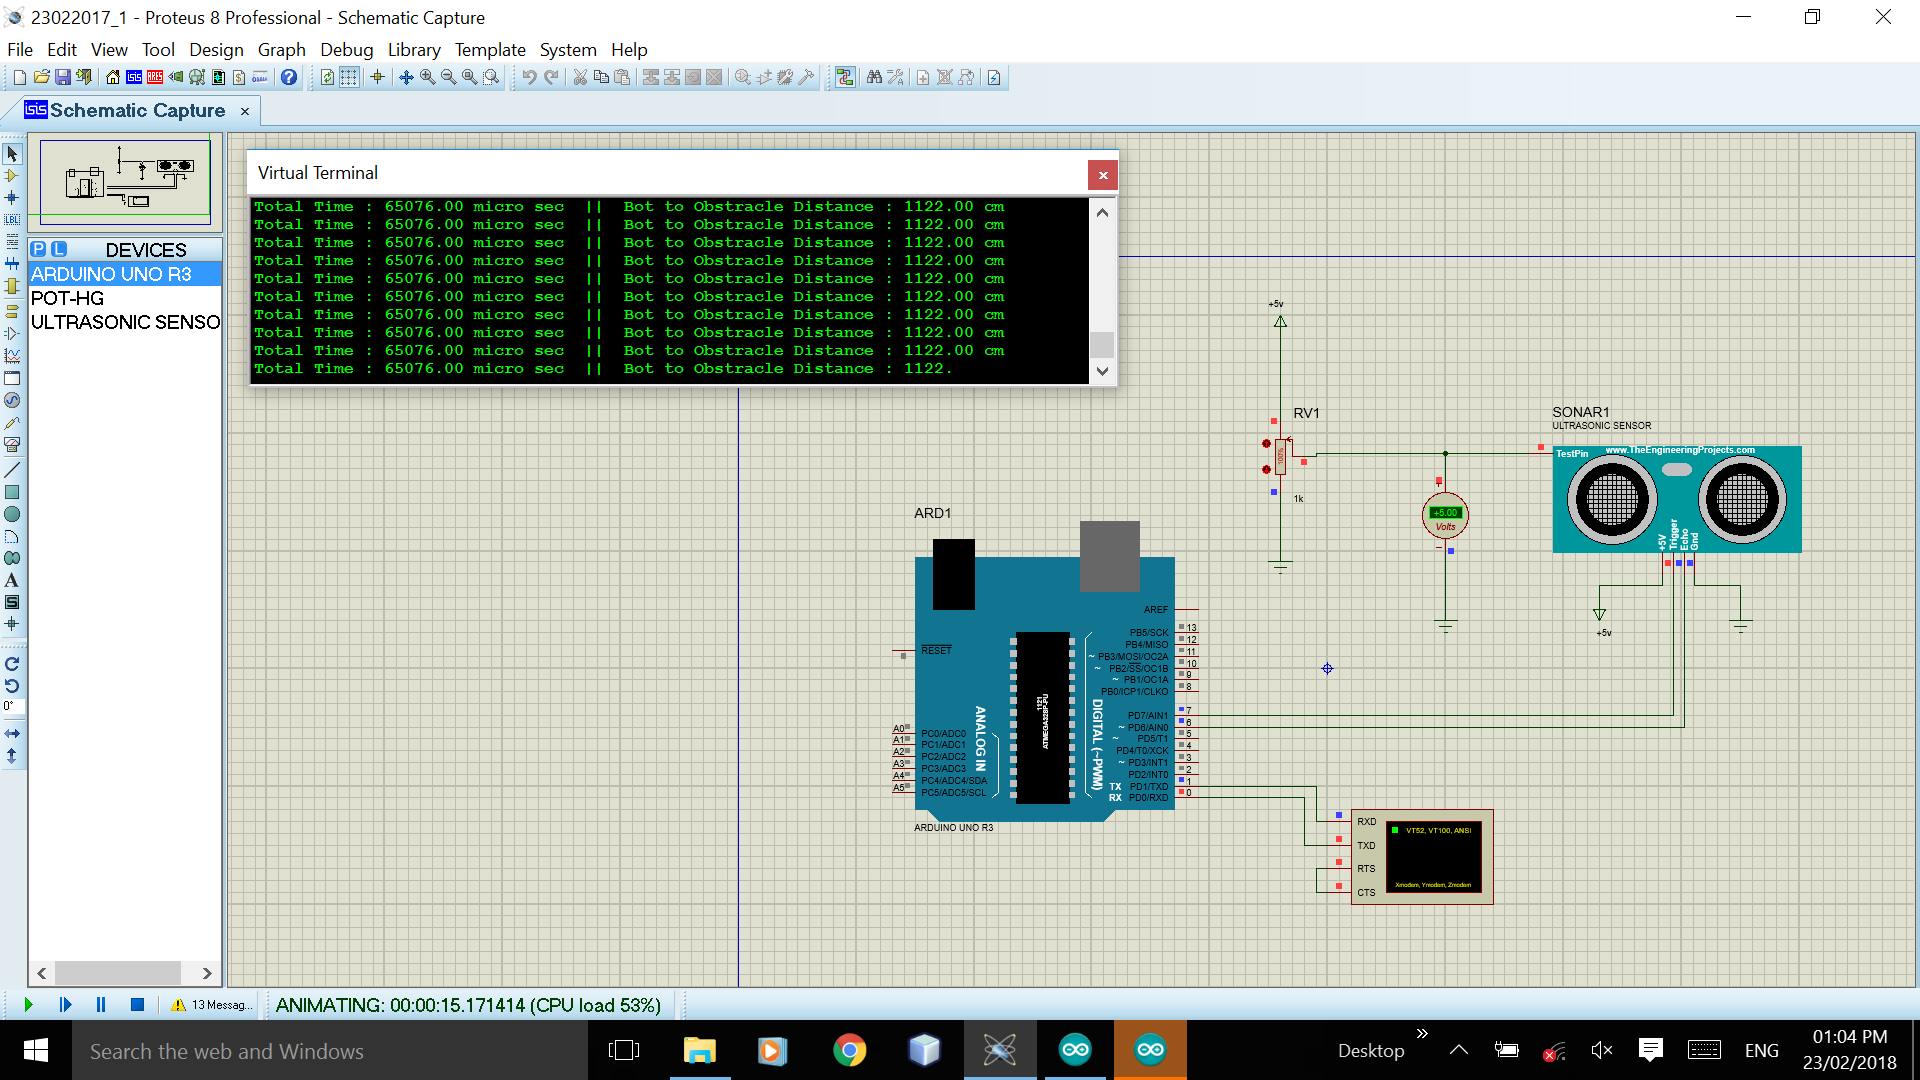 23022017_1 - Proteus 8 Professional - Schematic Capture
File Edit View Tool Design Graph Debug Library Template System Help
isis Schematic Capture ×
Virtual Terminal
Total Time : 65076.00 micro sec || Bot to Obstracle Distance : 1122.00 cm
Total Time : 65076.00 micro sec || Bot to Obstracle Distance : 1122.00 cm
Total Time : 65076.00 micro sec || Bot to Obstracle Distance : 1122.00 cm
Total Time : 65076.00 micro sec || Bot to Obstracle Distance : 1122.00 cm
Total Time : 65076.00 micro sec || Bot to Obstracle Distance : 1122.00 cm
Total Time : 65076.00 micro sec || Bot to Obstracle Distance : 1122.00 cm
Total Time : 65076.00 micro sec || Bot to Obstracle Distance : 1122.00 cm
Total Time : 65076.00 micro sec || Bot to Obstracle Distance : 1122.00 cm
Total Time : 65076.00 micro sec || Bot to Obstracle Distance : 1122.00 cm
Total Time : 65076.00 micro sec || Bot to Obstracle Distance : 1122.
P L DEVICES
ARDUINO UNO R3
POT-HG
ULTRASONIC SENSO
LBL
A
S
0°
+5v
RV1
100%
1k
+5.00
Volts
SONAR1
ULTRASONIC SENSOR
TestPin
www.TheEngineeringProjects.com
+5V
Trigger
Echo
Gnd
+5v
ARD1
AREF
RESET
PB5/SCK 13
PB4/MISO 12
~ PB3/MOSI/OC2A 11
~ PB2/SS/OC1B 10
~ PB1/OC1A 9
PB0/ICP1/CLKO 8
PD7/AIN1 7
~ PD6/AIN0 6
~ PD5/T1 5
PD4/T0/XCK 4
~ PD3/INT1 3
PD2/INT0 2
TX PD1/TXD 1
RX PD0/RXD 0
DIGITAL (~PWM)
ANALOG IN
1121
ATMEGA328P-PU
A0 PC0/ADC0
A1 PC1/ADC1
A2 PC2/ADC2
A3 PC3/ADC3
A4 PC4/ADC4/SDA
A5 PC5/ADC5/SCL
ARDUINO UNO R3
RXD
TXD
RTS
CTS
VT52, VT100, ANSI
Xmodem, Ymodem, Zmodem
13 Messag...
ANIMATING: 00:00:15.171414 (CPU load 53%)
Search the web and Windows
Desktop
ENG
01:04 PM
23/02/2018